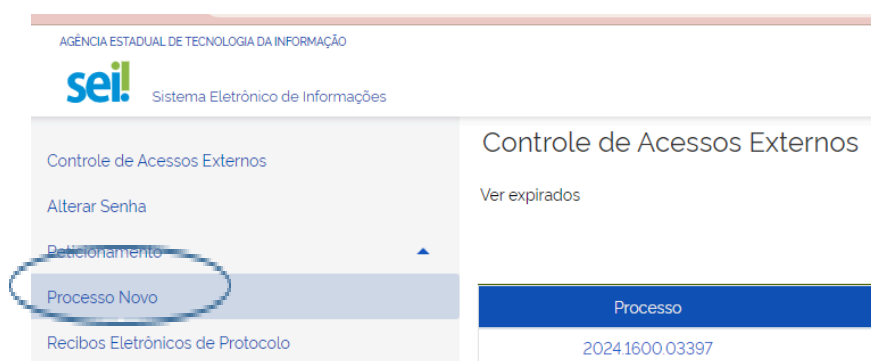 AGÊNCIA ESTADUAL DE TECNOLOGIA DA INFORMAÇÃO
sei!
Sistema Eletrônico de Informações
Controle de Acessos Externos
Alterar Senha
Peticionamento
Processo Novo
Recibos Eletrônicos de Protocolo
Controle de Acessos Externos
Ver expirados
Processo
2024.1600.03397